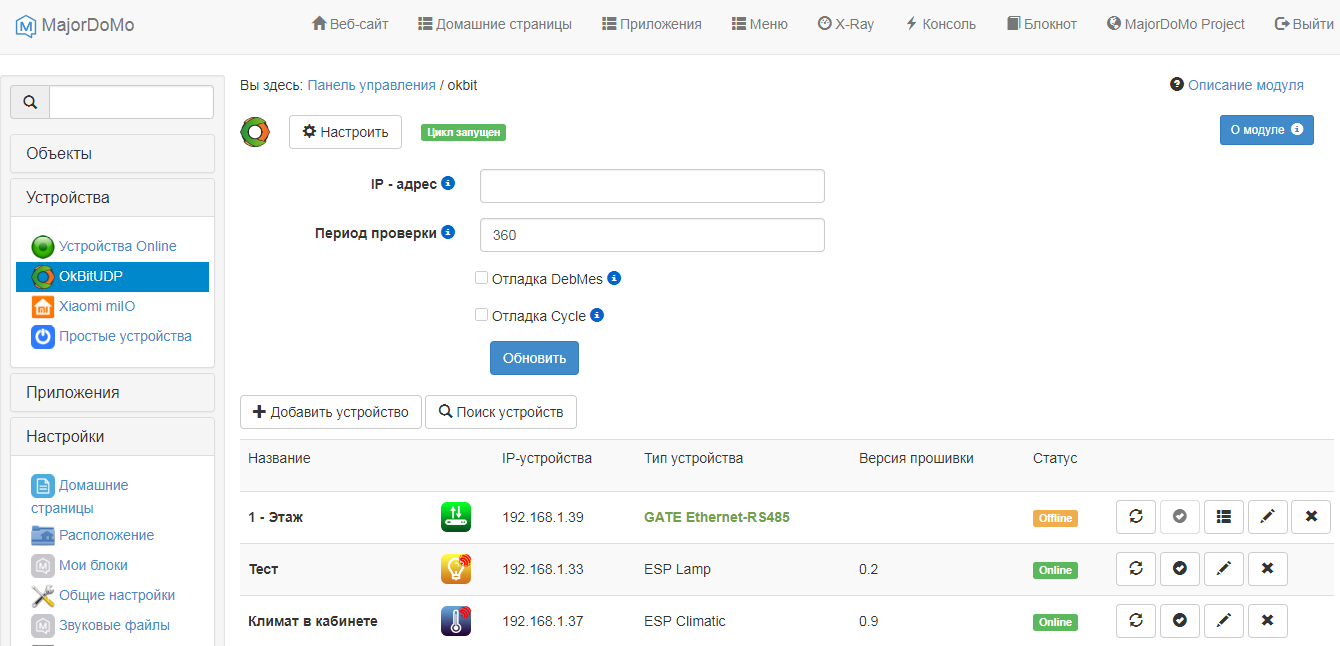 MajorDoMo
Веб-сайт
Домашние страницы
Приложения
Меню
X-Ray
Консоль
Блокнот
MajorDoMo Project
Выйти
Объекты
Устройства
Устройства Online
OkBitUDP
Xiaomi miIO
Простые устройства
Приложения
Настройки
Домашние
страницы
Расположение
Мои блоки
Общие настройки
Звуковые файлы
Вы здесь: Панель управления / okbit
Описание модуля
Настроить
Цикл запущен
О модуле
IP - адрес
Период проверки
360
Отладка DebMes
Отладка Cycle
Обновить
Добавить устройство
Поиск устройств
Название IP-устройства Тип устройства Версия прошивки Статус
1 - Этаж 192.168.1.39 GATE Ethernet-RS485 Offline
Тест 192.168.1.33 ESP Lamp 0.2 Online
Климат в кабинете 192.168.1.37 ESP Climatic 0.9 Online